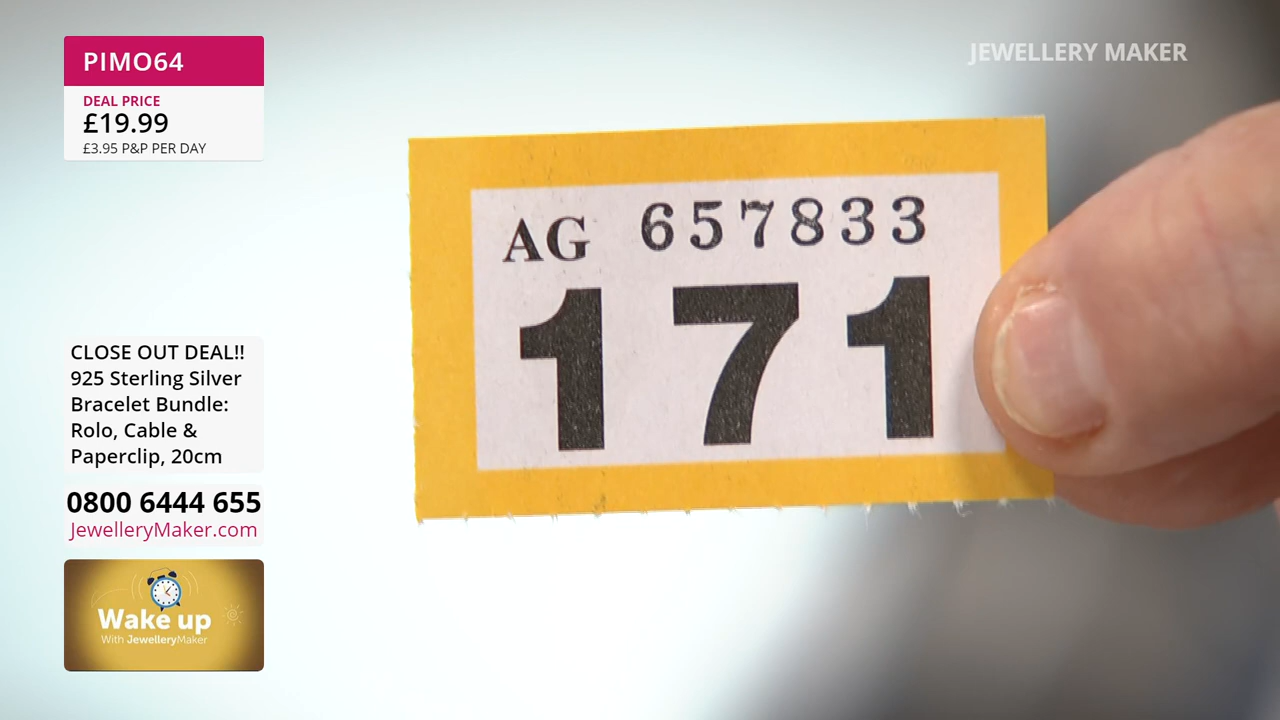 PIMO64
DEAL PRICE
£19.99
£3.95 P&P PER DAY
JEWELLERY MAKER
AG 657833
171
CLOSE OUT DEAL!!
925 Sterling Silver
Bracelet Bundle:
Rolo, Cable &
Paperclip, 20cm
0800 6444 655
JewelleryMaker.com
Wake up
With JewelleryMaker